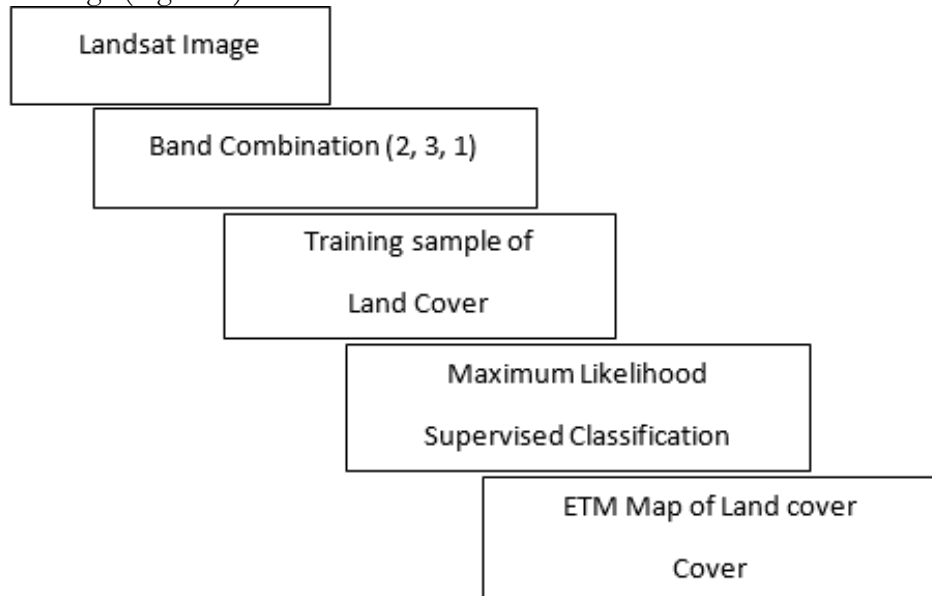 Landsat Image
Band Combination (2, 3, 1)
Training sample of
Land Cover
Maximum Likelihood
Supervised Classification
ETM Map of Land cover
Cover